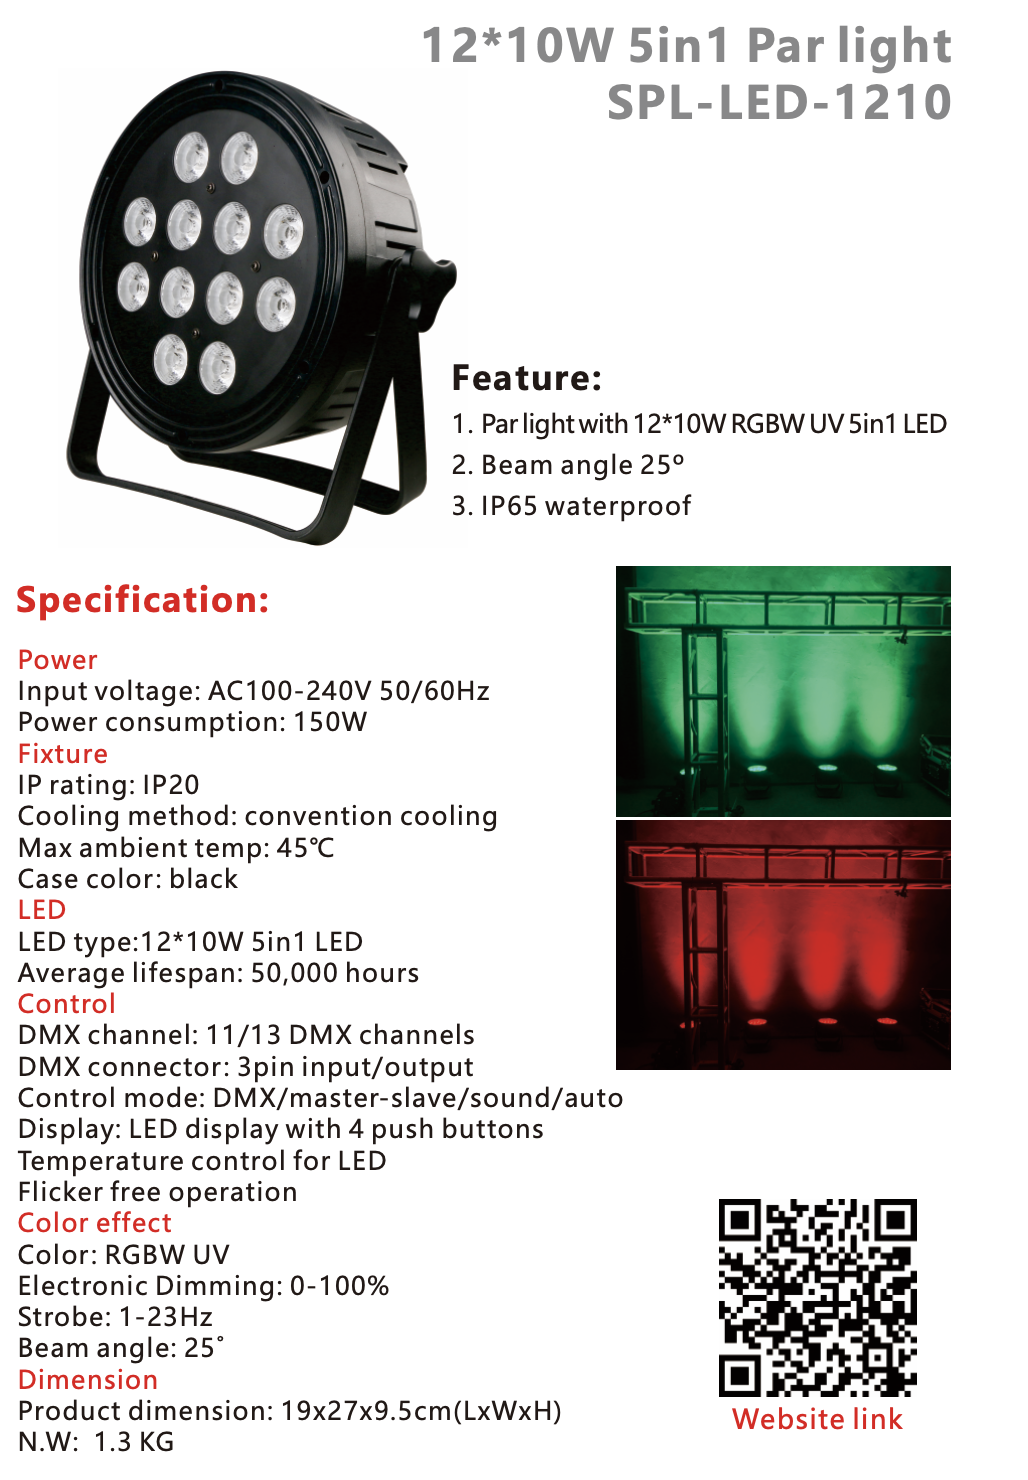 12*10W 5in1 Par light
SPL-LED-1210
Feature:
1. Par light with 12*10W RGBW UV 5in1 LED
2. Beam angle 25º
3. IP65 waterproof
Specification:
Power
Input voltage: AC100-240V 50/60Hz
Power consumption: 150W
Fixture
IP rating: IP20
Cooling method: convention cooling
Max ambient temp: 45℃
Case color: black
LED
LED type:12*10W 5in1 LED
Average lifespan: 50,000 hours
Control
DMX channel: 11/13 DMX channels
DMX connector: 3pin input/output
Control mode: DMX/master-slave/sound/auto
Display: LED display with 4 push buttons
Temperature control for LED
Flicker free operation
Color effect
Color: RGBW UV
Electronic Dimming: 0-100%
Strobe: 1-23Hz
Beam angle: 25°
Dimension
Product dimension: 19x27x9.5cm(LxWxH)
N.W: 1.3 KG
Website link